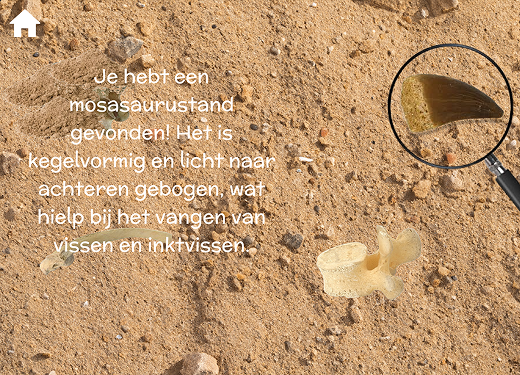 Je hebt een
mosasaurustand
gevonden! Het is
kegelvormig en licht naar
achteren gebogen, wat
hielp bij het vangen van
vissen en inktvissen.